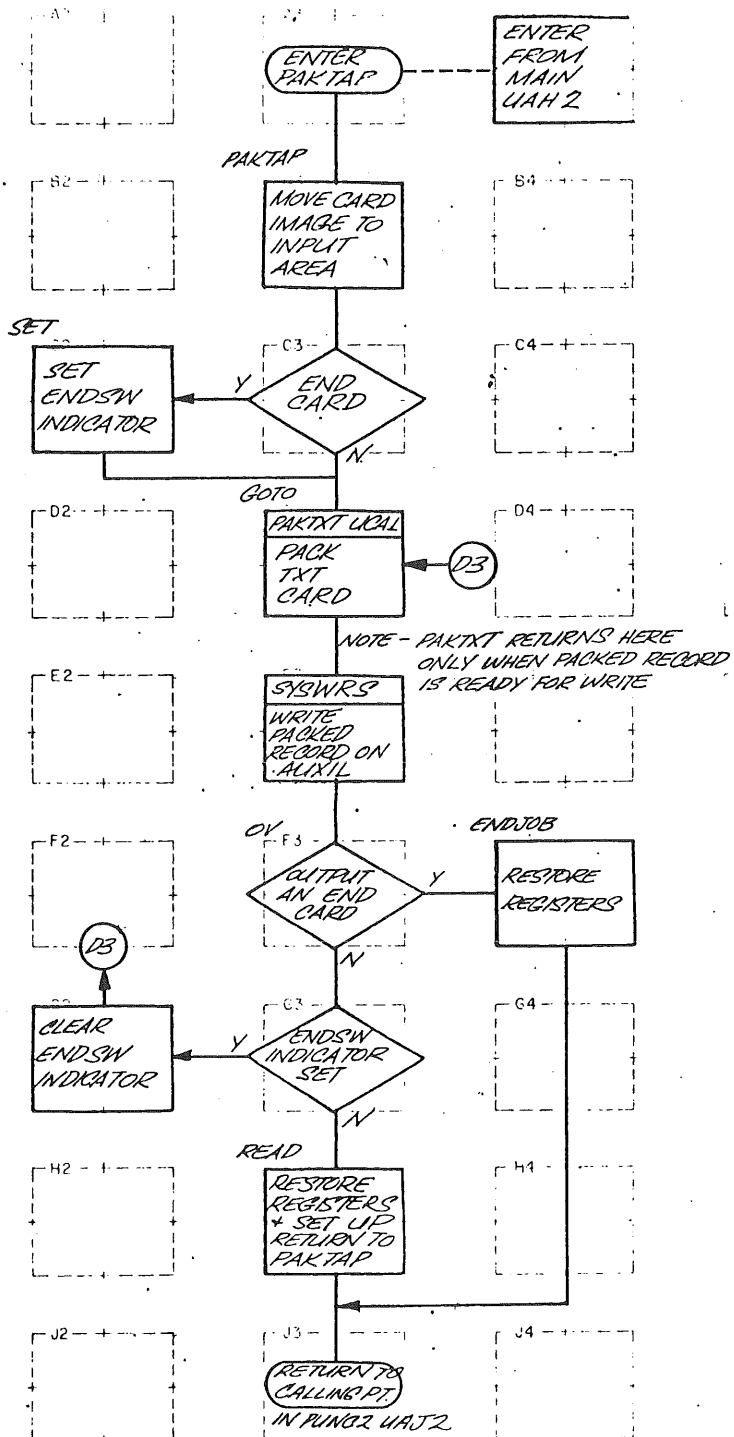 ENTER
PAKTAP
ENTER
FROM
MAIN
UAH2
PAKTAP
B2
MOVE CARD
IMAGE TO
INPUT
AREA
B4
SET
SET
ENDSW
INDICATOR
C3
Y
END
CARD
N
C4
GOTO
D2
PAKTXT UCA1
PACK
TXT
CARD
D3
D4
NOTE - PAKTXT RETURNS HERE
ONLY WHEN PACKED RECORD
IS READY FOR WRITE
E2
SYSWRS
WRITE
PACKED
RECORD ON
AUXIL
OV
ENDJOB
F2
F3
OUTPUT
AN END
CARD
Y
N
RESTORE
REGISTERS
D3
CLEAR
ENDSW
INDICATOR
G3
Y
ENDSW
INDICATOR
SET
N
G4
READ
H2
RESTORE
REGISTERS
+ SET UP
RETURN TO
PAKTAP
H4
J2
J3
J4
RETURN TO
CALLING PT.
IN PUNG2 UAJ2